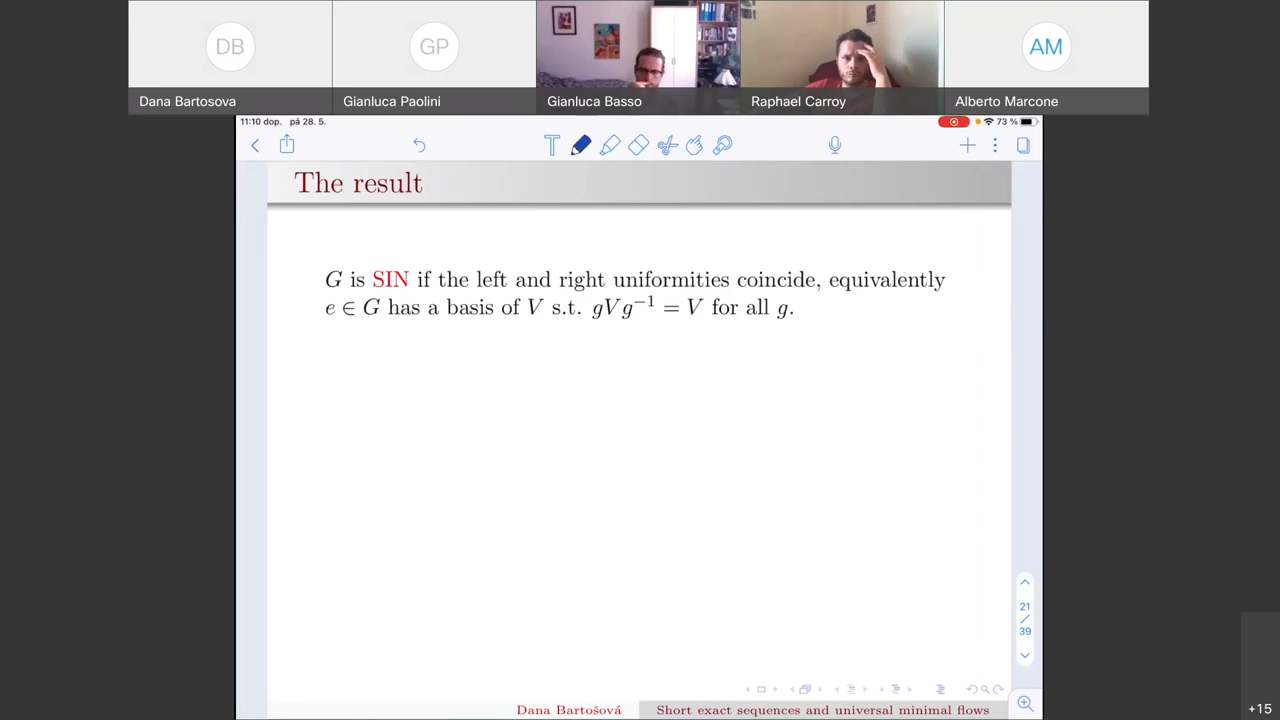 DB
GP
AM
Dana Bartosova
Gianluca Paolini
Gianluca Basso
Raphael Carroy
Alberto Marcone
11:10 dop. pá 28. 5.
73 %
The result
G is SIN if the left and right uniformities coincide, equivalently
e ∈ G has a basis of V s.t. gVg⁻¹ = V for all g.
21
/
39
Dana Bartošová
Short exact sequences and universal minimal flows
+15